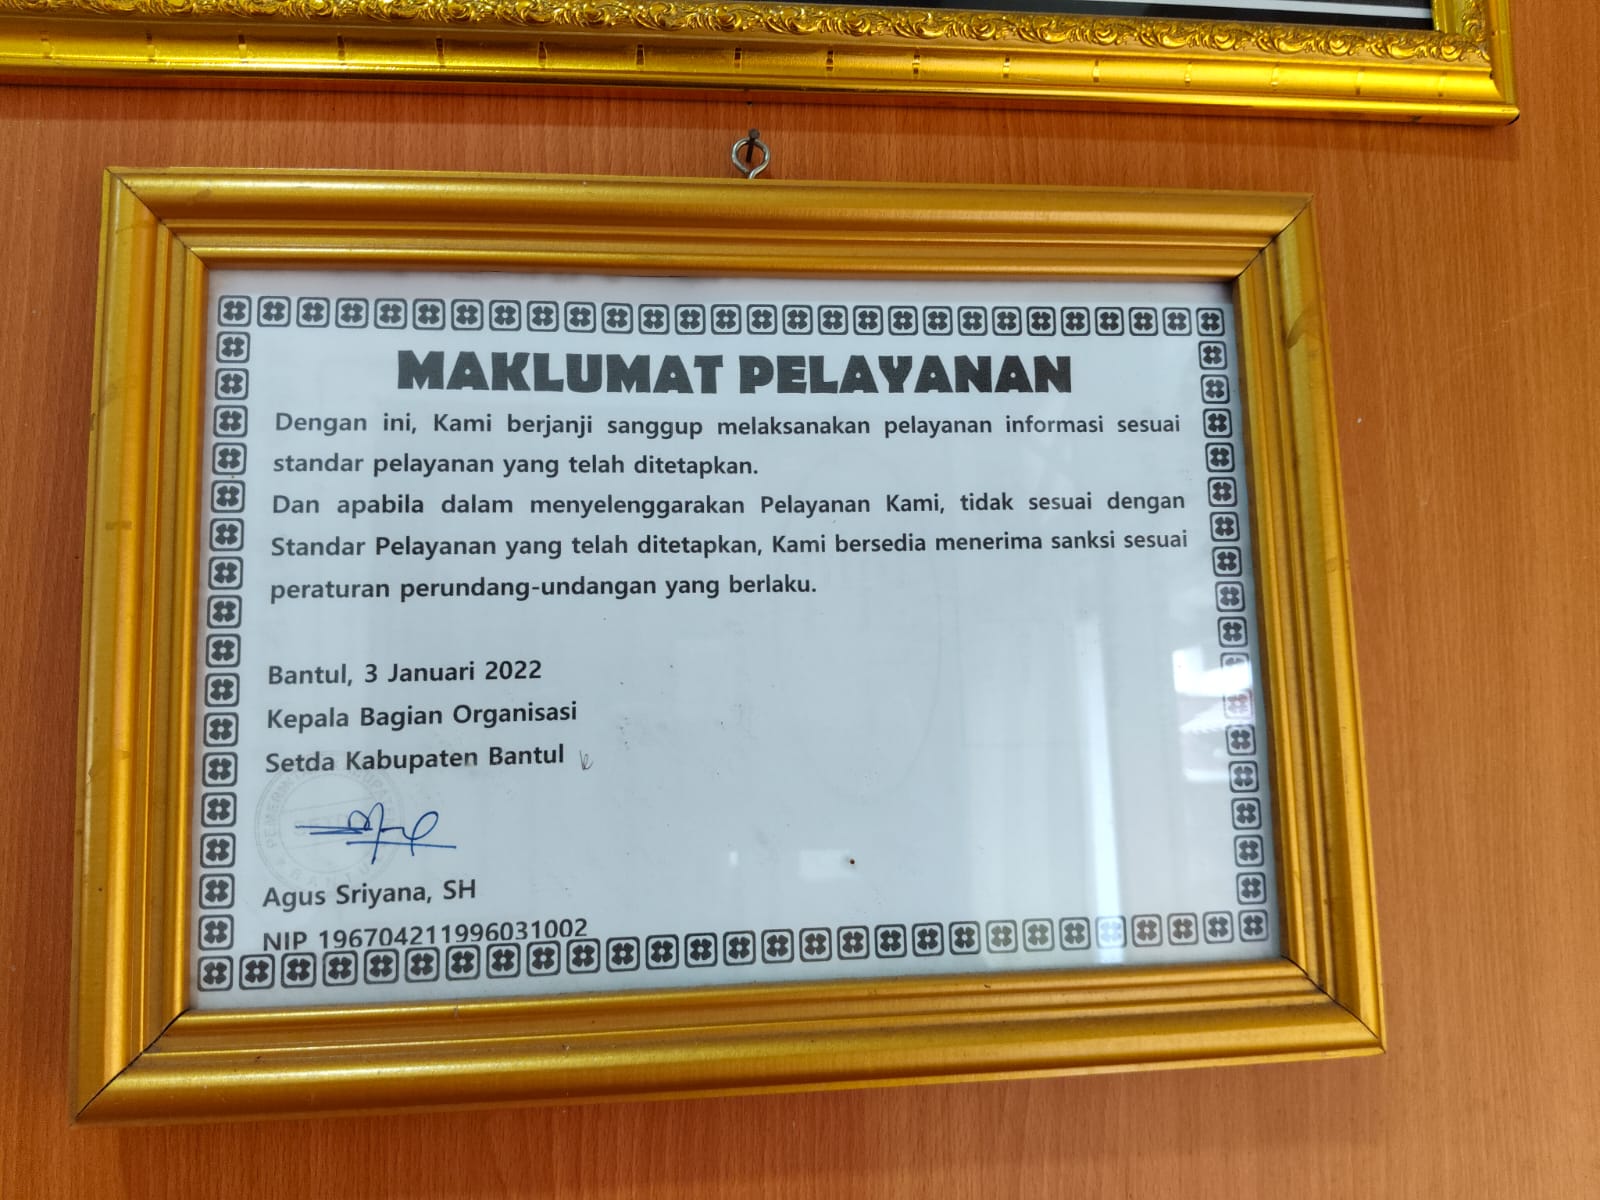 MAKLUMAT PELAYANAN
Dengan ini, Kami berjanji sanggup melaksanakan pelayanan informasi sesuai
standar pelayanan yang telah ditetapkan.
Dan apabila dalam menyelenggarakan Pelayanan Kami, tidak sesuai dengan
Standar Pelayanan yang telah ditetapkan, Kami bersedia menerima sanksi sesuai
peraturan perundang-undangan yang berlaku.
Bantul, 3 Januari 2022
Kepala Bagian Organisasi
Setda Kabupaten Bantul
Agus Sriyana, SH
NIP 196704211996031002